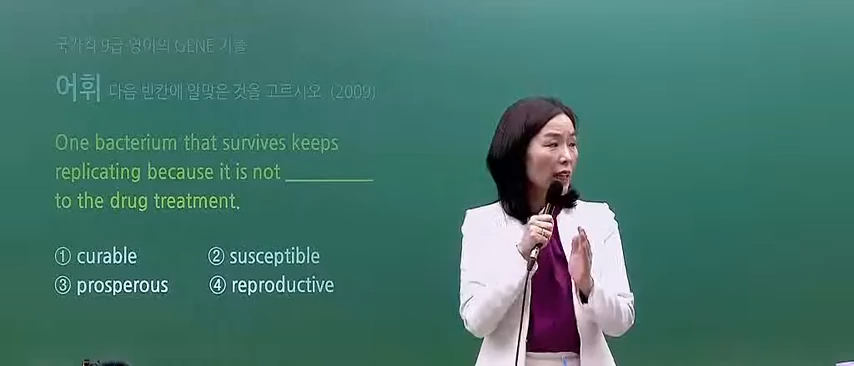 국가직 9급 영어의 GENE 기출
어휘 다음 빈칸에 알맞은 것을 고르시오. (2009)
One bacterium that survives keeps
replicating because it is not ________
to the drug treatment.
① curable ② susceptible
③ prosperous ④ reproductive